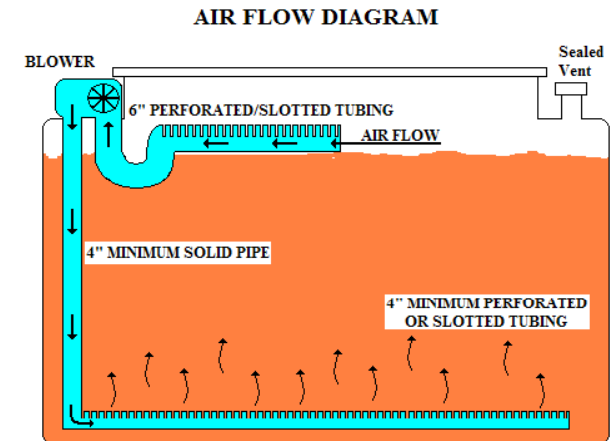 AIR FLOW DIAGRAM
BLOWER
Sealed
Vent
6" PERFORATED/SLOTTED TUBING
AIR FLOW
4" MINIMUM SOLID PIPE
4" MINIMUM PERFORATED
OR SLOTTED TUBING